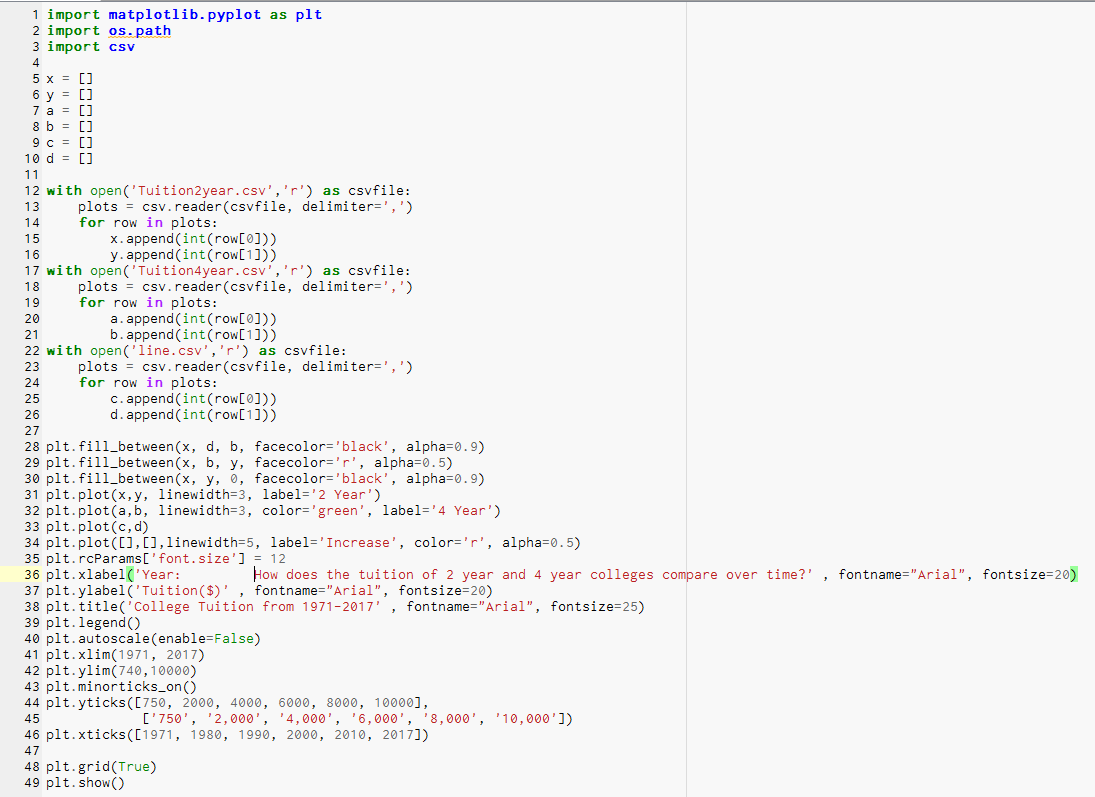 1 import matplotlib.pyplot as plt
2 import os.path
3 import csv
4
5 x = []
6 y = []
7 a = []
8 b = []
9 c = []
10 d = []
11
12 with open('Tuition2year.csv','r') as csvfile:
13     plots = csv.reader(csvfile, delimiter=',')
14     for row in plots:
15         x.append(int(row[0]))
16         y.append(int(row[1]))
17 with open('Tuition4year.csv','r') as csvfile:
18     plots = csv.reader(csvfile, delimiter=',')
19     for row in plots:
20         a.append(int(row[0]))
21         b.append(int(row[1]))
22 with open('line.csv','r') as csvfile:
23     plots = csv.reader(csvfile, delimiter=',')
24     for row in plots:
25         c.append(int(row[0]))
26         d.append(int(row[1]))
27
28 plt.fill_between(x, d, b, facecolor='black', alpha=0.9)
29 plt.fill_between(x, b, y, facecolor='r', alpha=0.5)
30 plt.fill_between(x, y, 0, facecolor='black', alpha=0.9)
31 plt.plot(x,y, linewidth=3, label='2 Year')
32 plt.plot(a,b, linewidth=3, color='green', label='4 Year')
33 plt.plot(c,d)
34 plt.plot([],[],linewidth=5, label='Increase', color='r', alpha=0.5)
35 plt.rcParams['font.size'] = 12
36 plt.xlabel('Year:         How does the tuition of 2 year and 4 year colleges compare over time?' , fontname="Arial", fontsize=20)
37 plt.ylabel('Tuition($)' , fontname="Arial", fontsize=20)
38 plt.title('College Tuition from 1971-2017' , fontname="Arial", fontsize=25)
39 plt.legend()
40 plt.autoscale(enable=False)
41 plt.xlim(1971, 2017)
42 plt.ylim(740,10000)
43 plt.minorticks_on()
44 plt.yticks([750, 2000, 4000, 6000, 8000, 10000],
45             ['750', '2,000', '4,000', '6,000', '8,000', '10,000'])
46 plt.xticks([1971, 1980, 1990, 2000, 2010, 2017])
47
48 plt.grid(True)
49 plt.show()